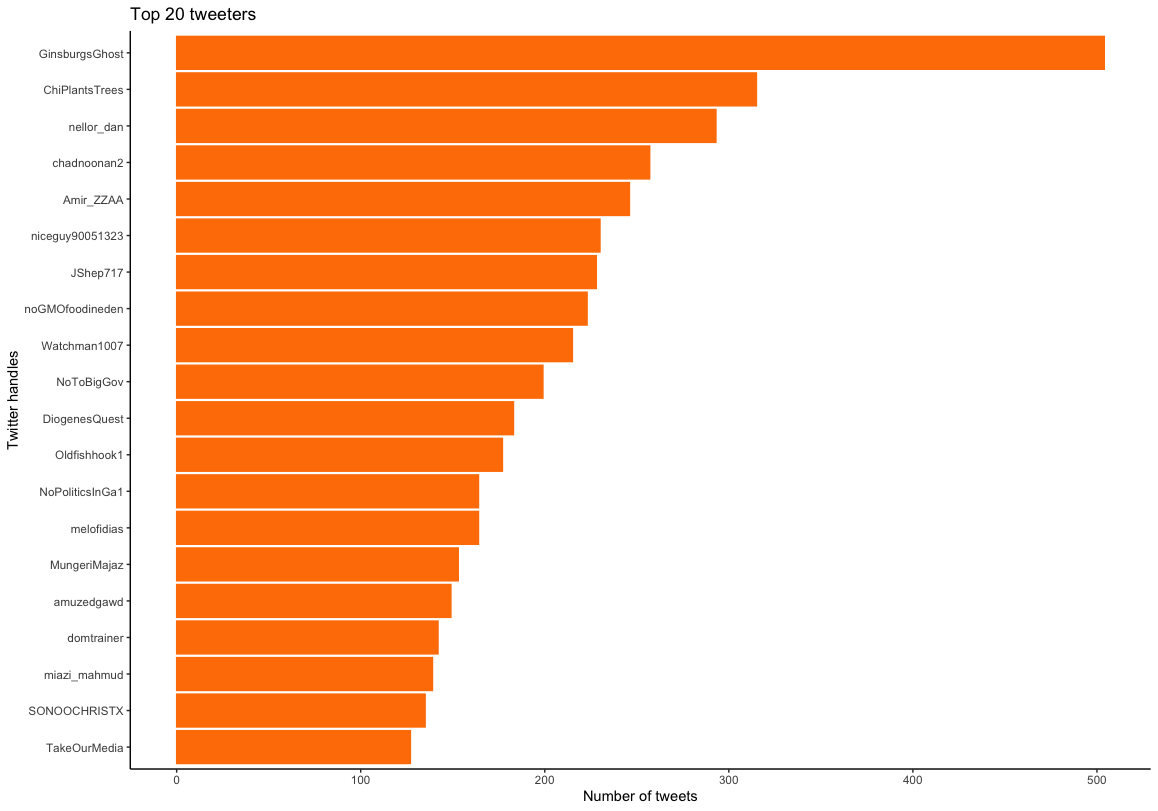 Top 20 tweeters
GinsburgsGhost
ChiPlantsTrees
nellor_dan
chadnoonan2
Amir_ZZAA
niceguy90051323
JShep717
noGMOfoodineden
Watchman1007
NoToBigGov
DiogenesQuest
Oldfishhook1
NoPoliticsInGa1
melofidias
MungeriMajaz
amuzedgawd
domtrainer
miazi_mahmud
SONOOCHRISTX
TakeOurMedia
Twitter handles
0 100 200 300 400 500
Number of tweets